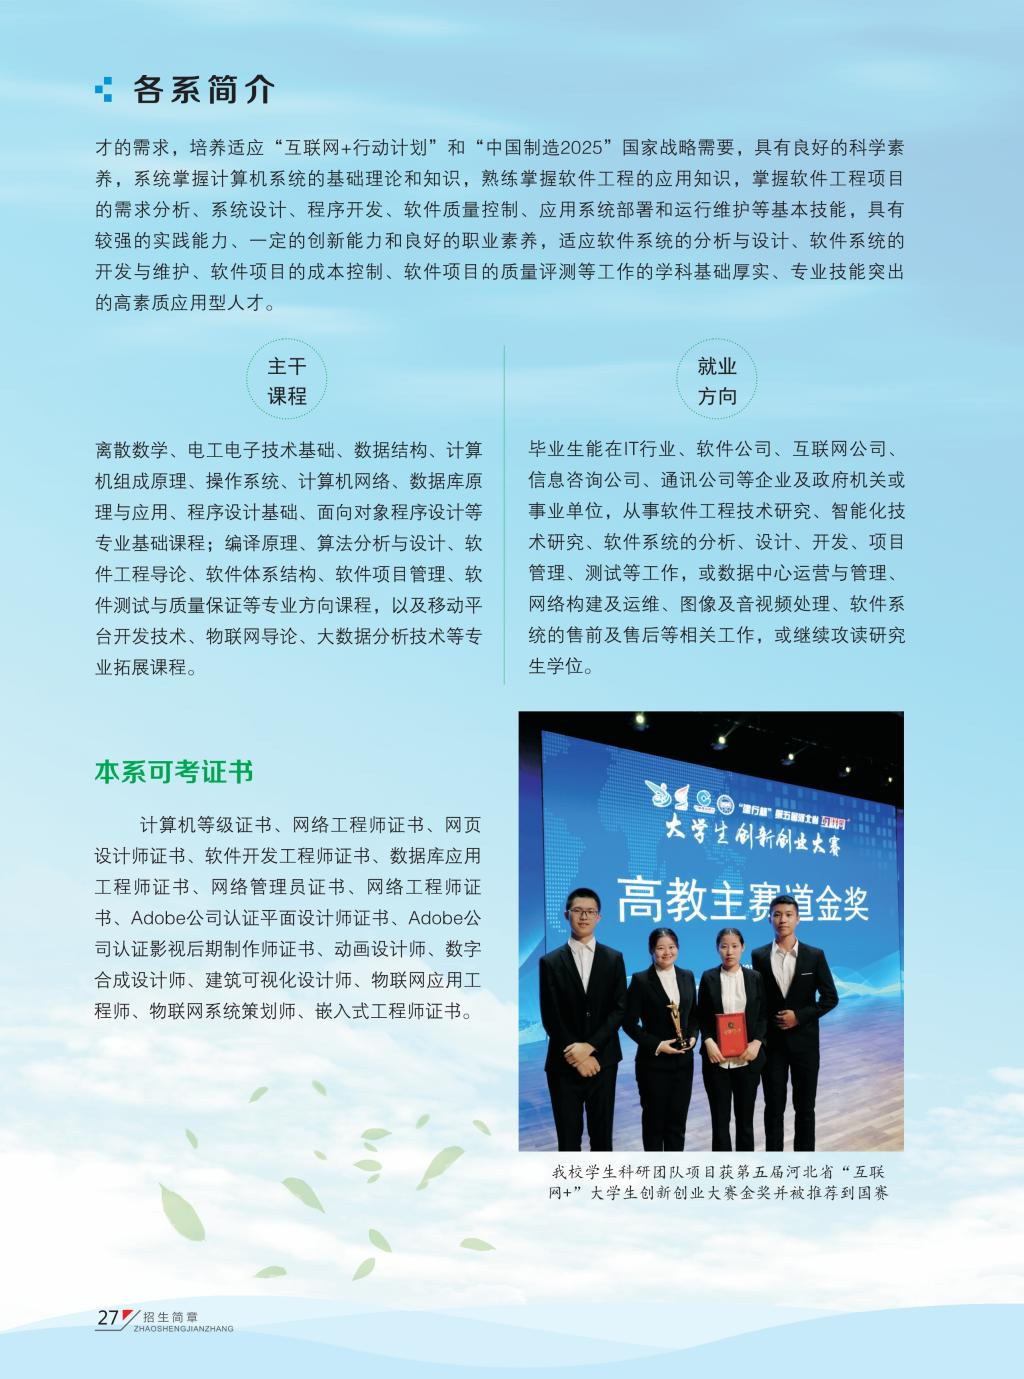 各系简介
才的需求，培养适应“互联网+行动计划”和“中国制造2025”国家战略需要，具有良好的科学素
养，系统掌握计算机系统的基础理论和知识，熟练掌握软件工程的应用知识，掌握软件工程项目
的需求分析、系统设计、程序开发、软件质量控制、应用系统部署和运行维护等基本技能，具有
较强的实践能力、一定的创新能力和良好的职业素养，适应软件系统的分析与设计、软件系统的
开发与维护、软件项目的成本控制、软件项目的质量评测等工作的学科基础厚实、专业技能突出
的高素质应用型人才。
主干
课程
离散数学、电工电子技术基础、数据结构、计算
机组成原理、操作系统、计算机网络、数据库原
理与应用、程序设计基础、面向对象程序设计等
专业基础课程；编译原理、算法分析与设计、软
件工程导论、软件体系结构、软件项目管理、软
件测试与质量保证等专业方向课程，以及移动平
台开发技术、物联网导论、大数据分析技术等专
业拓展课程。
就业
方向
毕业生能在IT行业、软件公司、互联网公司、
信息咨询公司、通讯公司等企业及政府机关或
事业单位，从事软件工程技术研究、智能化技
术研究、软件系统的分析、设计、开发、项目
管理、测试等工作，或数据中心运营与管理、
网络构建及运维、图像及音视频处理、软件系
统的售前及售后等相关工作，或继续攻读研究
生学位。
本系可考证书
计算机等级证书、网络工程师证书、网页
设计师证书、软件开发工程师证书、数据库应用
工程师证书、网络管理员证书、网络工程师证
书、Adobe公司认证平面设计师证书、Adobe公
司认证影视后期制作师证书、动画设计师、数字
合成设计师、建筑可视化设计师、物联网应用工
程师、物联网系统策划师、嵌入式工程师证书。
“建行杯”第五届河北省互联网+
大学生创新创业大赛
高教主赛道金奖
我校学生科研团队项目获第五届河北省“互联
网+”大学生创新创业大赛金奖并被推荐到国赛
27 招生简章
ZHAOSHENGJIANZHANG